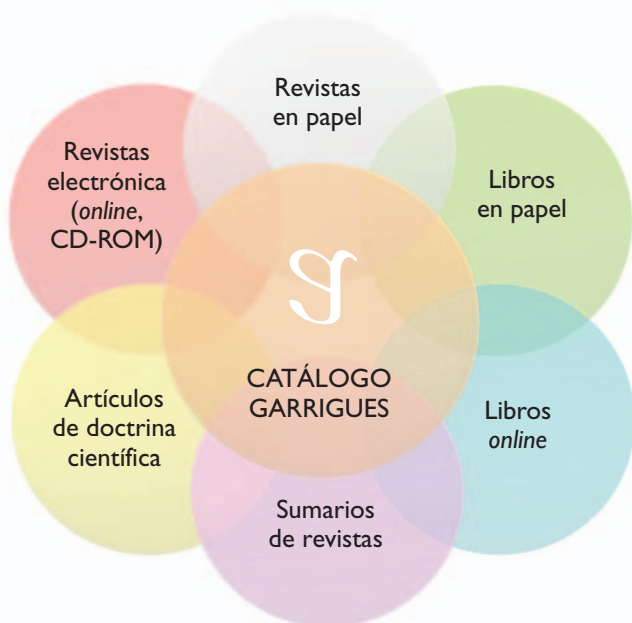 Revistas
en papel
Libros
en papel
Libros
online
Sumarios
de revistas
Artículos
de doctrina
científica
Revistas
electrónica
(online,
CD-ROM)
g
CATÁLOGO
GARRIGUES